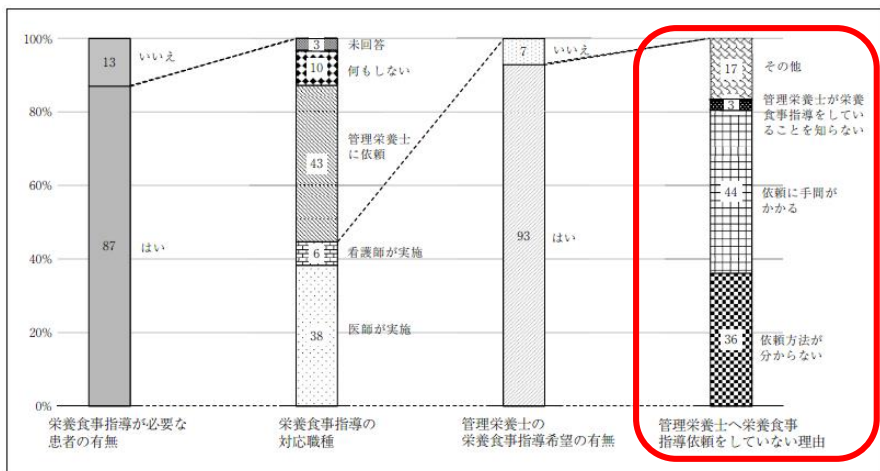 100%
80%
60%
40%
20%
0%
13
いいえ
87
はい
栄養食事指導が必要な
患者の有無
3
未回答
10
何もしない
43
管理栄養士
に依頼
6
看護師が実施
38
医師が実施
栄養食事指導の
対応職種
7
いいえ
93
はい
管理栄養士の
栄養食事指導希望の有無
17
その他
3
管理栄養士が栄養
食事指導をしてい
ることを知らない
44
依頼に手間が
かかる
36
依頼方法が
分からない
管理栄養士へ栄養食事
指導依頼をしていない理由